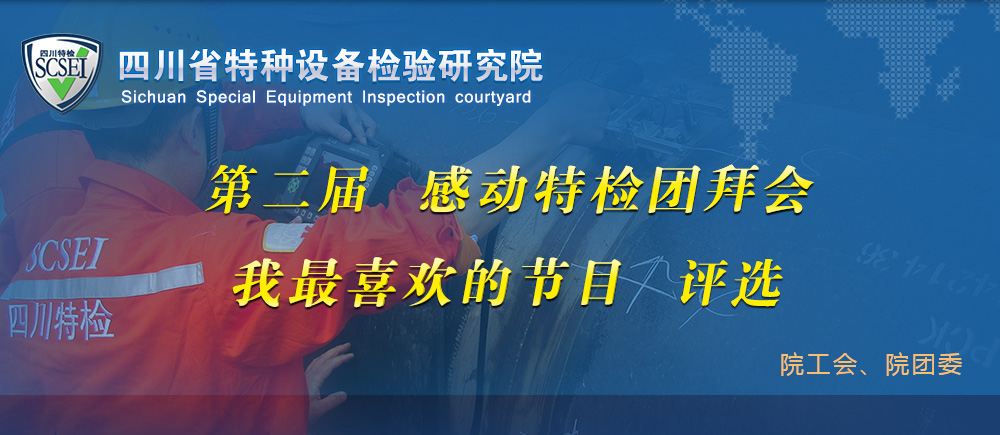 四川特检
SCSEI
四川省特种设备检验研究院
Sichuan Special Equipment Inspection courtyard
第二届 感动特检团拜会
我最喜欢的节目 评选
SCSEI
四川特检
院工会、院团委